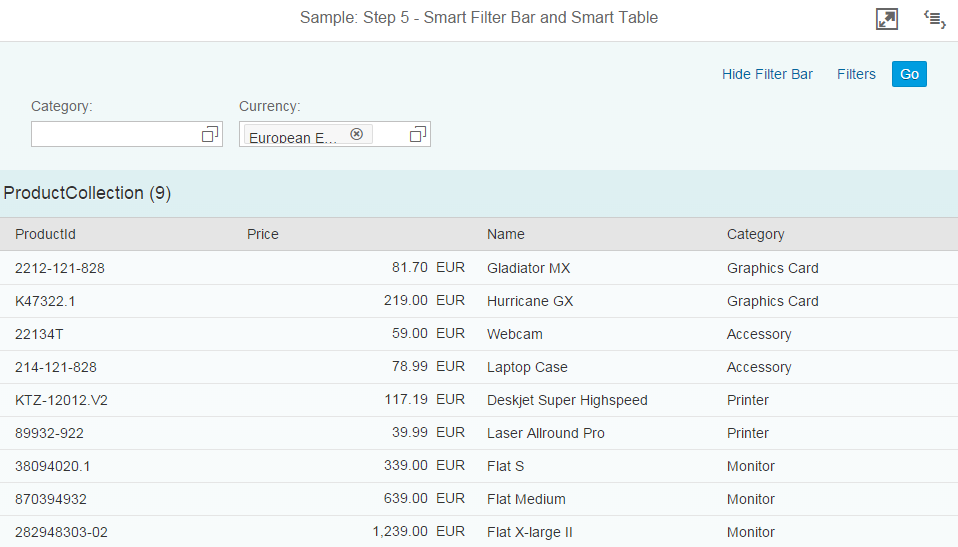 Sample: Step 5 - Smart Filter Bar and Smart Table
Hide Filter Bar Filters Go
Category: Currency:
European E...
ProductCollection (9)
ProductId Price Name Category
2212-121-828 81.70 EUR Gladiator MX Graphics Card
K47322.1 219.00 EUR Hurricane GX Graphics Card
22134T 59.00 EUR Webcam Accessory
214-121-828 78.99 EUR Laptop Case Accessory
KTZ-12012.V2 117.19 EUR Deskjet Super Highspeed Printer
89932-922 39.99 EUR Laser Allround Pro Printer
38094020.1 339.00 EUR Flat S Monitor
870394932 639.00 EUR Flat Medium Monitor
282948303-02 1,239.00 EUR Flat X-large II Monitor